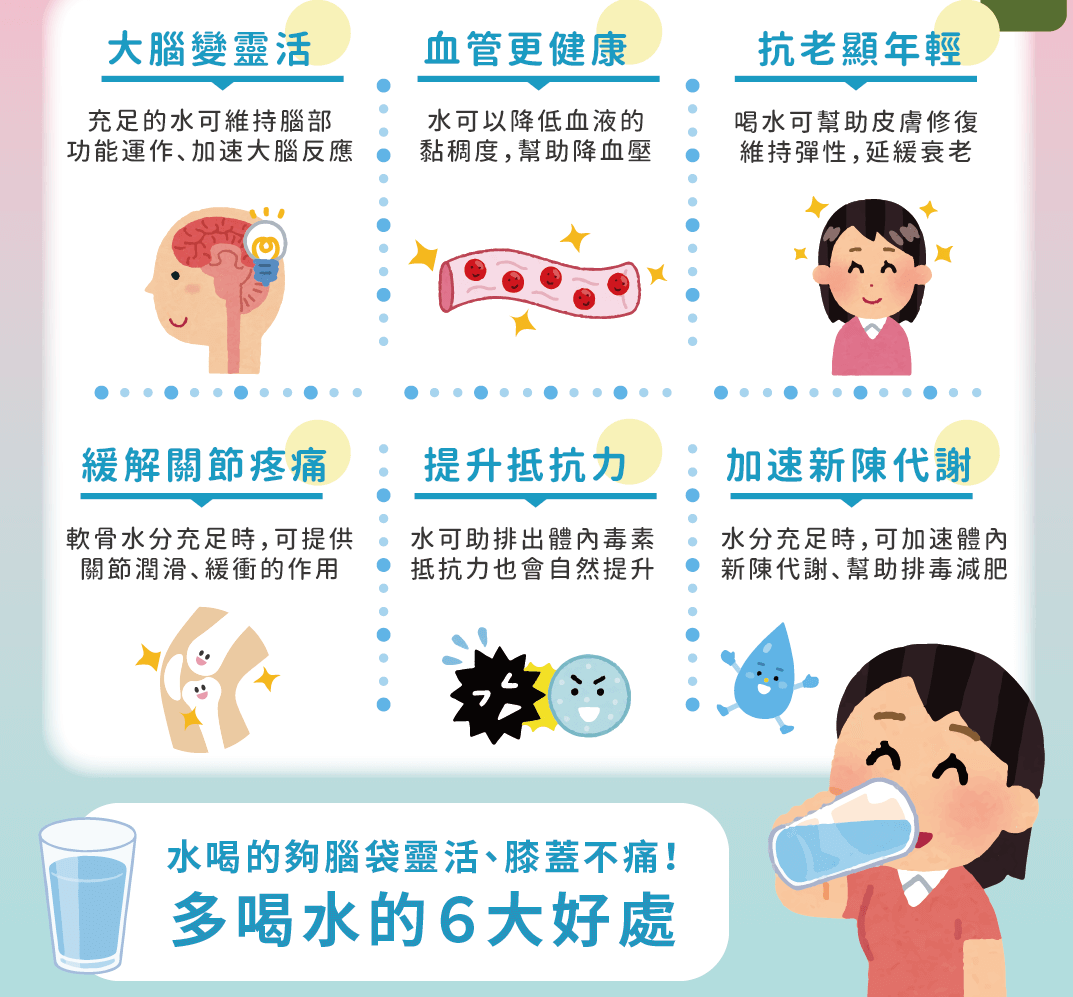 大腦變靈活
充足的水可維持腦部
功能運作、加速大腦反應
血管更健康
水可以降低血液的
黏稠度,幫助降血壓
抗老顯年輕
喝水可幫助皮膚修復
維持彈性,延緩衰老
緩解關節疼痛
軟骨水分充足時,可提供
關節潤滑、緩衝的作用
提升抵抗力
水可助排出體內毒素
抵抗力也會自然提升
加速新陳代謝
水分充足時,可加速體內
新陳代謝、幫助排毒減肥
水喝的夠腦袋靈活、膝蓋不痛!
多喝水的6大好處